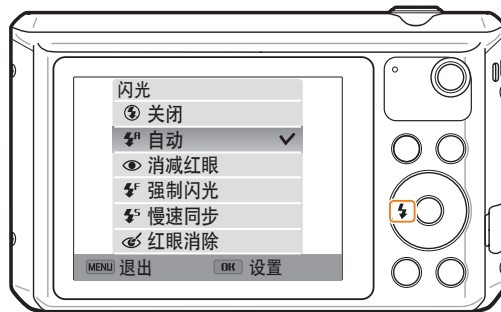 闪光
关闭
自动
消减红眼
强制闪光
慢速同步
红眼消除
MENU 退出 OK 设置